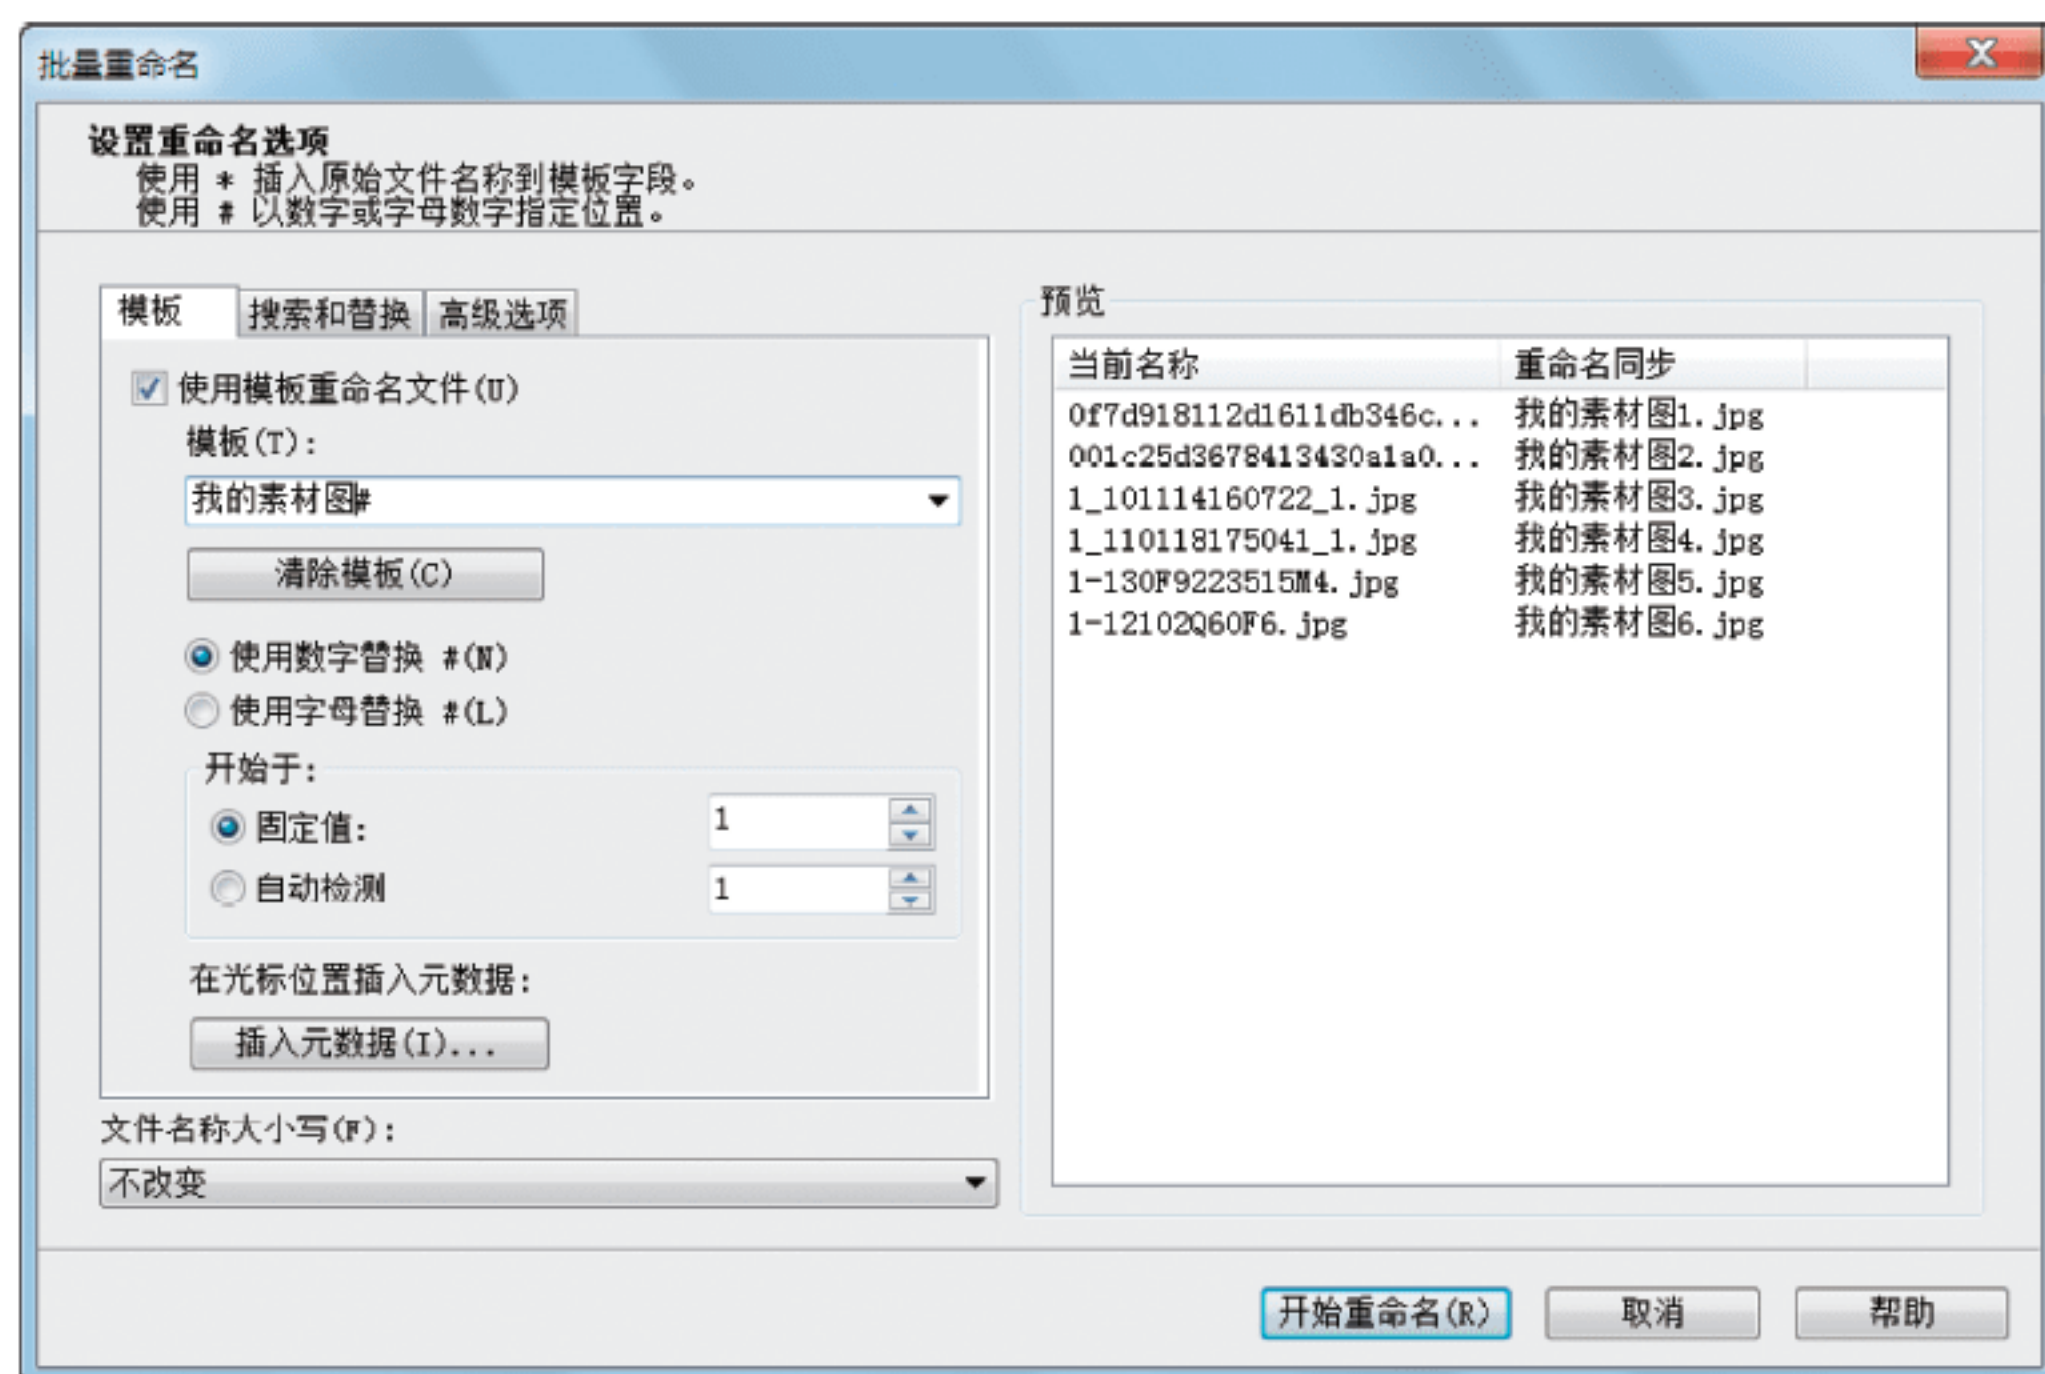 批量重命名
设置重命名选项
使用 * 插入原始文件名称到模板字段。
使用 # 以数字或字母数字指定位置。
模板 搜索和替换 高级选项
使用模板重命名文件(U)
模板(T):
我的素材图#
清除模板(C)
使用数字替换 #(N)
使用字母替换 #(L)
开始于:
固定值: 1
自动检测 1
在光标位置插入元数据:
插入元数据(I)...
文件名称大小写(F):
不改变
预览
当前名称 重命名同步
0f7d918112d1611db346c... 我的素材图1.jpg
001c25d3678413430a1a0... 我的素材图2.jpg
1_101114160722_1.jpg 我的素材图3.jpg
1_110118175041_1.jpg 我的素材图4.jpg
1-130F9223515M4.jpg 我的素材图5.jpg
1-12102Q60F6.jpg 我的素材图6.jpg
开始重命名(R) 取消 帮助